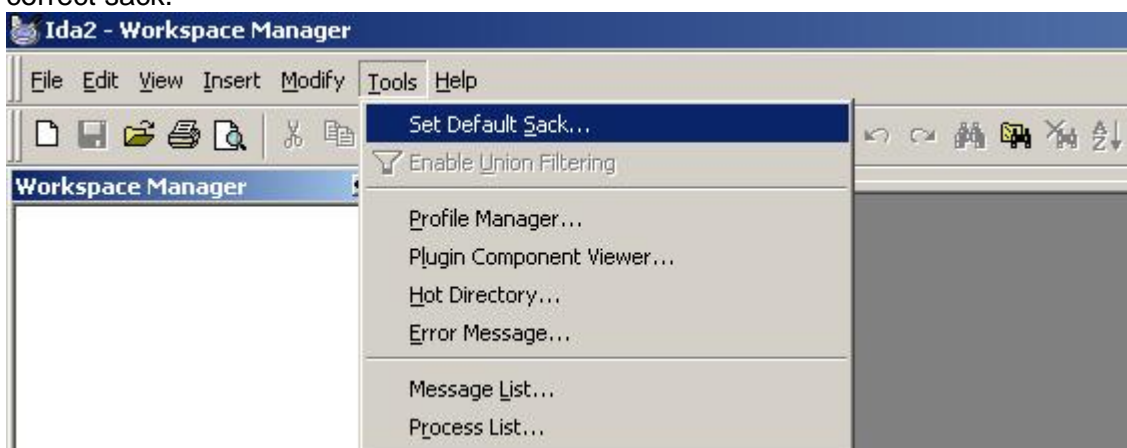 correct sack.
Ida2 - Workspace Manager
File Edit View Insert Modify Tools Help
Set Default Sack...
Enable Union Filtering
Workspace Manager
Profile Manager...
Plugin Component Viewer...
Hot Directory...
Error Message...
Message List...
Process List...